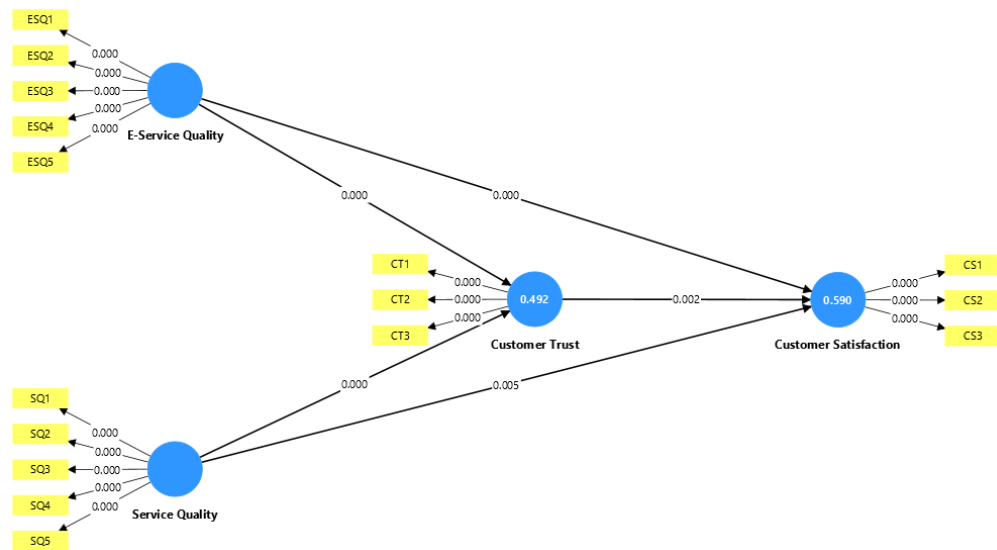 ESQ1
0.000
ESQ2
0.000
ESQ3
0.000
ESQ4
0.000
ESQ5
0.000
E-Service Quality
0.000
0.000
CT1
0.000
CT2
0.000
CT3
0.000
0.492
Customer Trust
0.002
0.590
Customer Satisfaction
CS1
0.000
CS2
0.000
CS3
0.000
0.000
0.005
SQ1
0.000
SQ2
0.000
SQ3
0.000
SQ4
0.000
SQ5
0.000
Service Quality